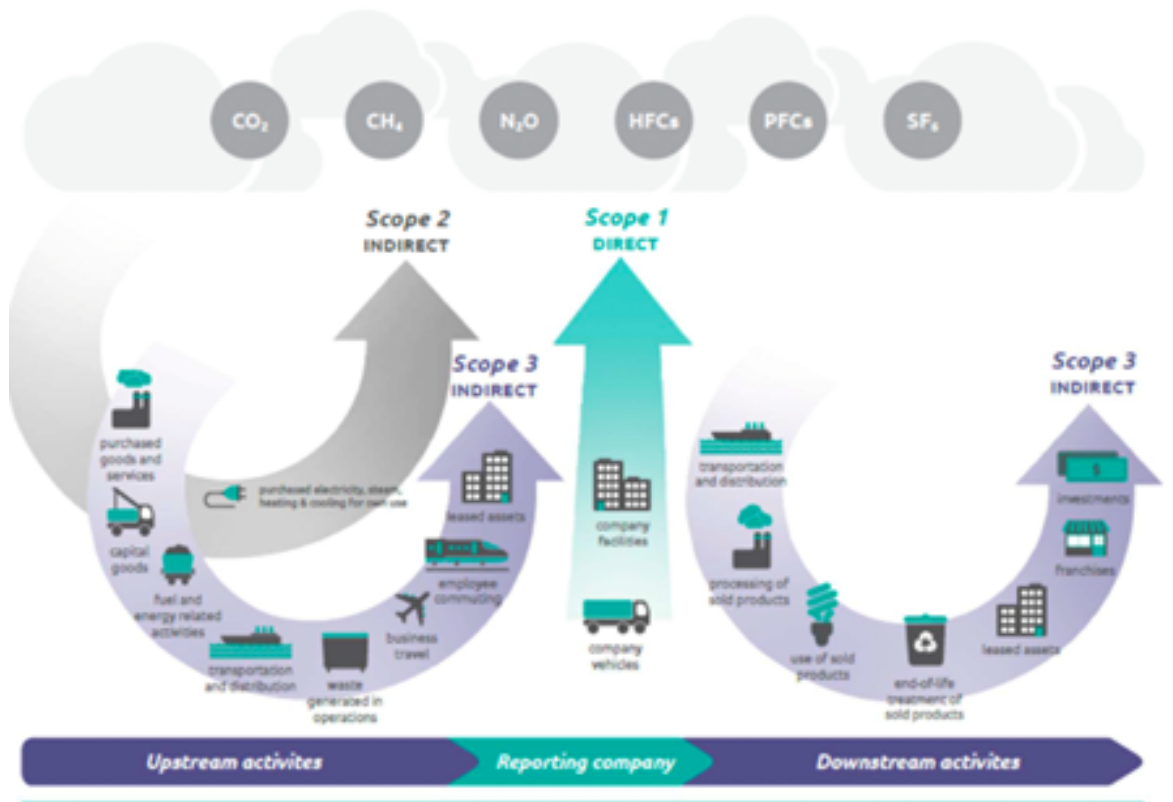 CO₂
CH₄
N₂O
HFCs
PFCs
SF₆
Scope 2
INDIRECT
Scope 1
DIRECT
Scope 3
INDIRECT
Scope 3
INDIRECT
purchased
goods and
services
capital
goods
fuel and
energy related
activities
transportation
and distribution
waste
generated in
operations
business
travel
employee
commuting
leased assets
purchased electricity, steam,
heating & cooling for own use
company
facilities
company
vehicles
transportation
and distribution
processing of
sold products
use of sold
products
end-of-life
treatment of
sold products
leased assets
franchises
$
investments
Upstream activites
Reporting company
Downstream activites